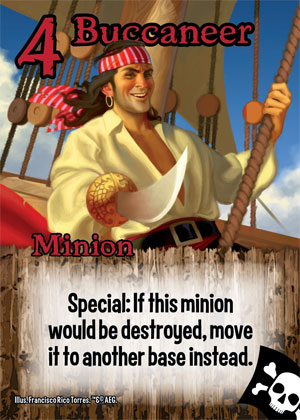 4 Buccaneer
Minion
Special: If this minion
would be destroyed, move
it to another base instead.
Illus: Francisco Rico Torres. ™© AEG.